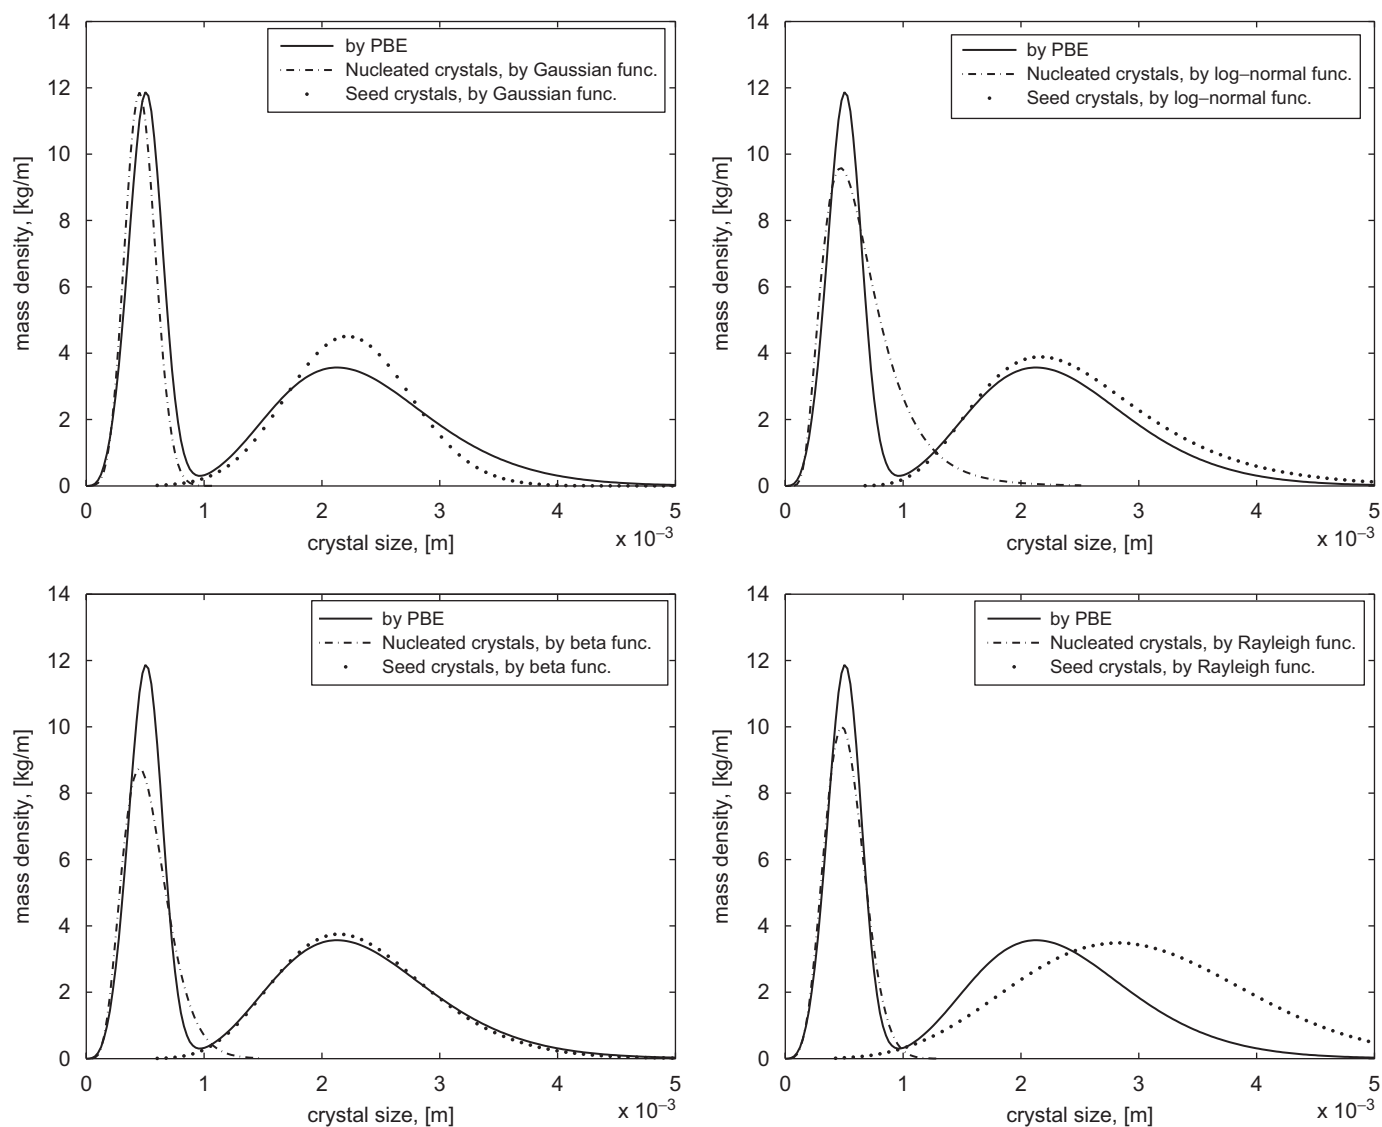 14
12
10
8
6
4
2
0
mass density, [kg/m]
by PBE
Nucleated crystals, by Gaussian func.
Seed crystals, by Gaussian func.
0 1 2 3 4 5
crystal size, [m]
x 10⁻³
14
12
10
8
6
4
2
0
mass density, [kg/m]
by PBE
Nucleated crystals, by log–normal func.
Seed crystals, by log–normal func.
0 1 2 3 4 5
crystal size, [m]
x 10⁻³
14
12
10
8
6
4
2
0
mass density, [kg/m]
by PBE
Nucleated crystals, by beta func.
Seed crystals, by beta func.
0 1 2 3 4 5
crystal size, [m]
x 10⁻³
14
12
10
8
6
4
2
0
mass density, [kg/m]
by PBE
Nucleated crystals, by Rayleigh func.
Seed crystals, by Rayleigh func.
0 1 2 3 4 5
crystal size, [m]
x 10⁻³